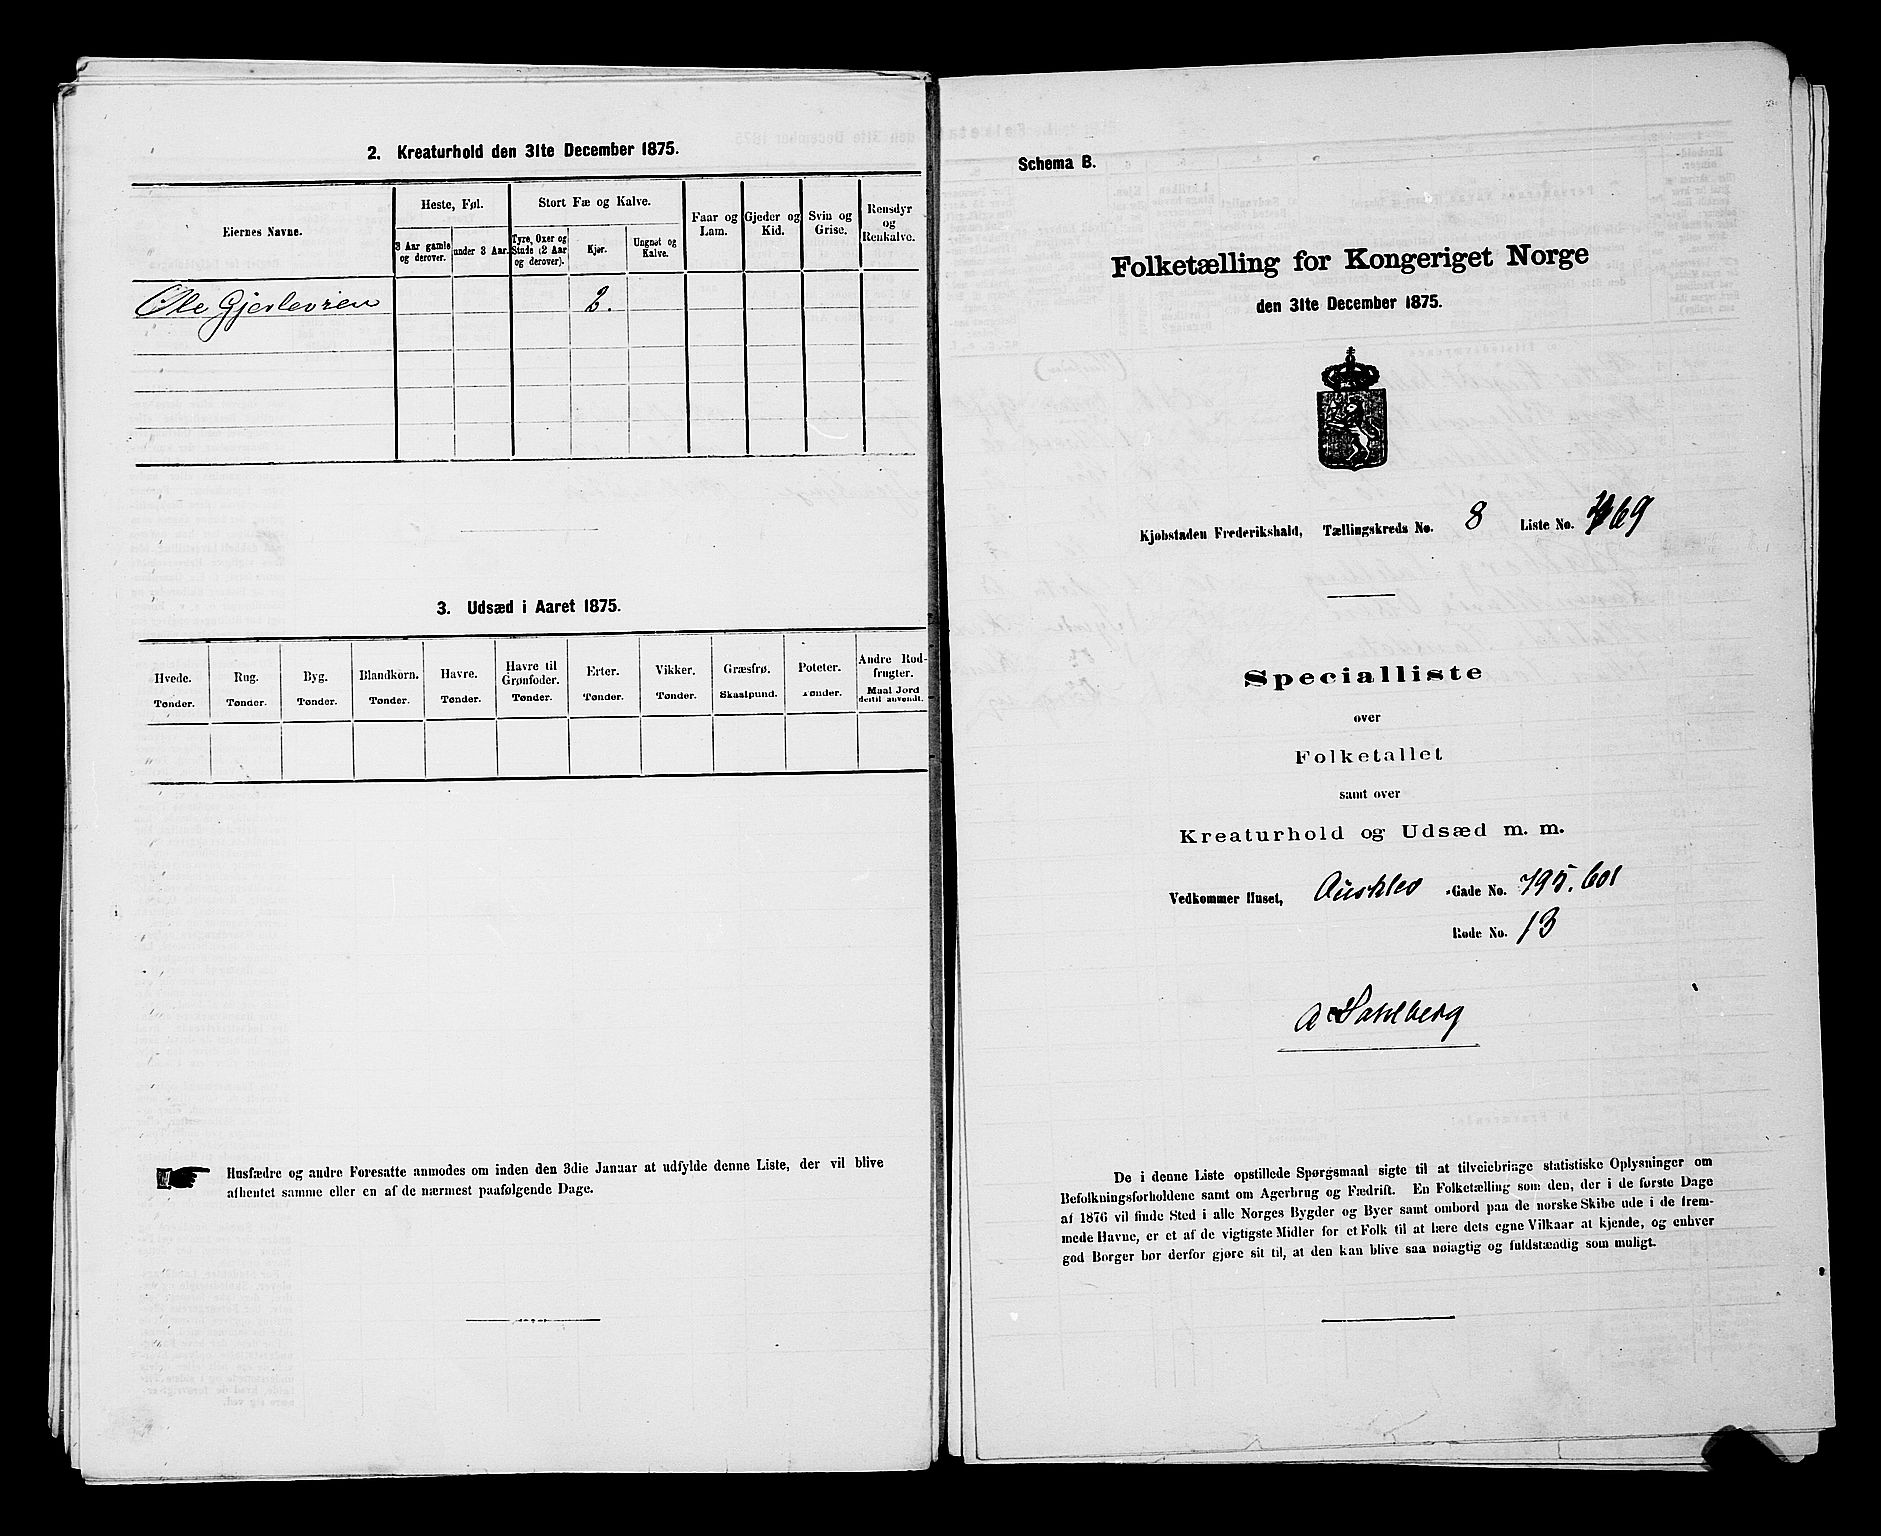 2. Kreaturhold den 31te December 1875.
Eiernes Navne.
Heste, Føl.
Stort Fæ og Kalve.
Faar og Lam.
Gjeder og Kid.
Svin og Grise.
Rensdyr og Renkalve.
3 Aar gamle og derover.
under 3 Aar.
Tyre, Oxer og Stude (2 Aar og derover).
Kjør.
Ungnøt og Kalve.
Ole 2.
3. Udsæd i Aaret 1875.
Hvede. Tønder.
Rug. Tønder.
Byg. Tønder.
Blandkorn. Tønder.
Havre. Tønder.
Havre til Grønfoder. Tønder.
Erter. Tønder.
Vikker. Tønder.
Græsfrø. Skaalpund.
Poteter. Tønder.
Andre Rodfrugter. Maal Jord dertil anvendt.
Husfædre og andre Foresatte anmodes om inden den 3die Januar at udfylde denne Liste, der vil blive
afhentet samme eller en af de nærmest paafølgende Dage.
Schema B.
Folketælling for Kongeriget Norge
den 31te December 1875.
Kjøbstaden Frederikshald, Tællingskreds No. 8 Liste No. 169
Specialliste
over
Folketallet
samt over
Kreaturhold og Udsæd m. m.
Vedkommer Huset, -Gade No. 795. 601
Rode No. 13
Dahlberg
De i denne Liste opstillede Spørgsmaal sigte til at tilveiebringe statistiske Oplysninger om
Befolkningsforholdene samt om Agerbrug og Fædrift. En Folketælling som den, der i de første Dage
af 1876 vil finde Sted i alle Norges Bygder og Byer samt ombord paa de norske Skibe ude i de frem-
mede Havne, er et af de vigtigste Midler for et Folk til at lære dets egne Vilkaar at kjende, og enhver
god Borger bør derfor gjøre sit til, at den kan blive saa nøiagtig og fuldstændig som muligt.